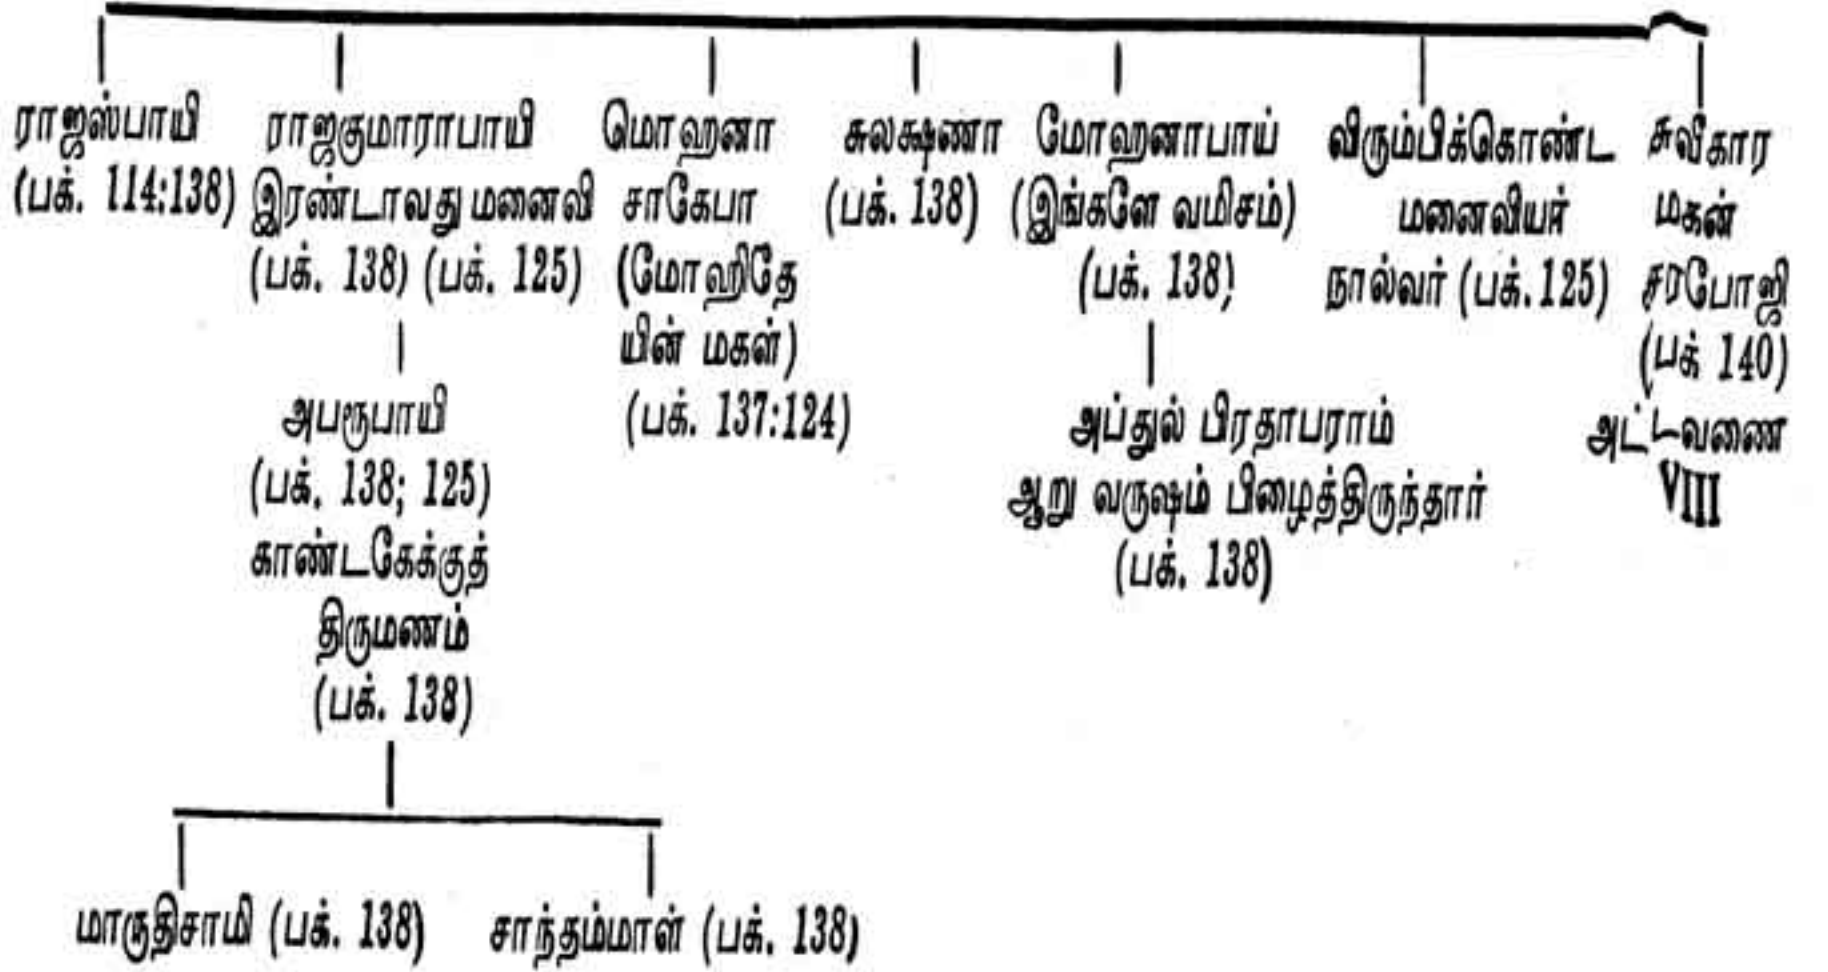 ராஜஸ்பாயி
(பக். 114:138)
ராஜகுமாராபாயி
இரண்டாவது மனைவி
(பக். 138) (பக். 125)
அபரூபாயி
(பக். 138; 125)
காண்டகேக்குத்
திருமணம்
(பக். 138)
மாருதிசாமி (பக். 138)
சாந்தம்மாள் (பக். 138)
மொஹனா
சாகேபா
(மோஹிதே
யின் மகள்)
(பக். 137:124)
சுலக்ஷணா
(பக். 138)
மோஹனாபாய்
(இங்களே வமிசம்)
(பக். 138)
அப்துல் பிரதாபராம்
ஆறு வருஷம் பிழைத்திருந்தார்
(பக். 138)
விரும்பிக்கொண்ட
மனைவியர்
நால்வர் (பக். 125)
சுவீகார
மகன்
சரபோஜி
(பக் 140)
அட்டவணை
VIII